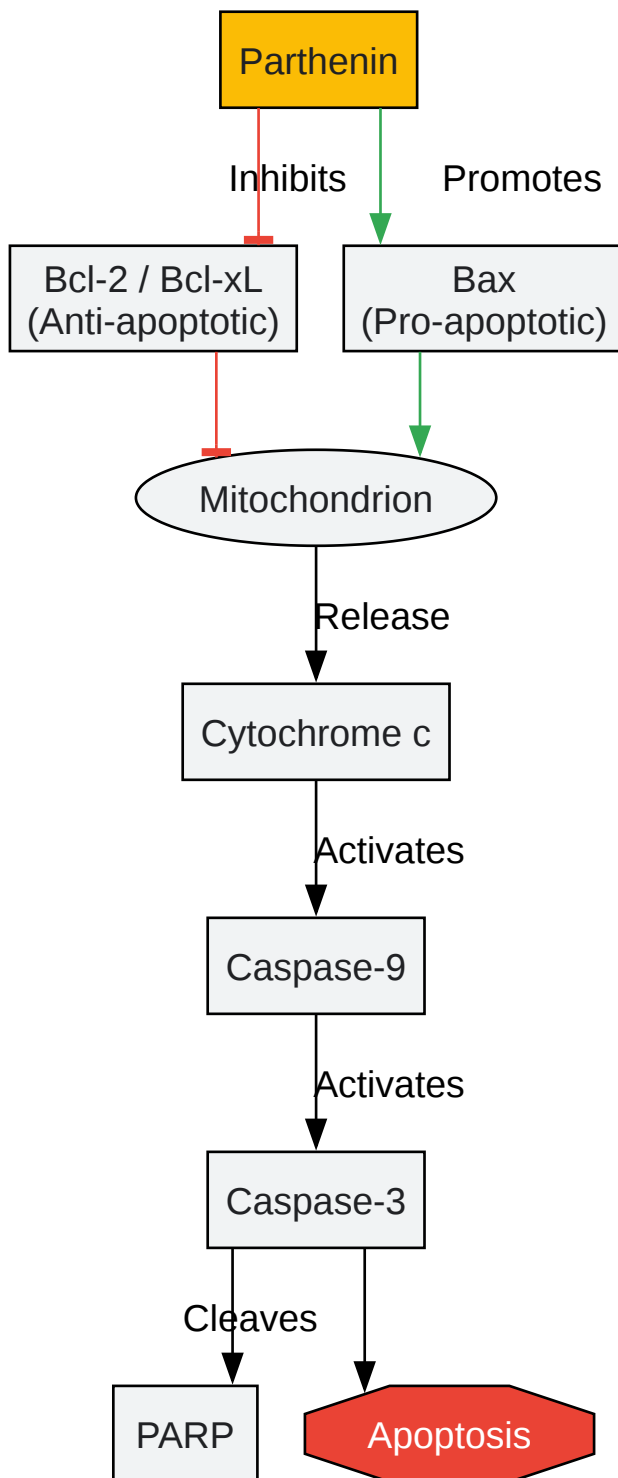 Parthenin
Inhibits
Promotes
Bcl-2 / Bcl-xL
(Anti-apoptotic)
Bax
(Pro-apoptotic)
Mitochondrion
Release
Cytochrome c
Activates
Caspase-9
Activates
Caspase-3
Cleaves
PARP
Apoptosis